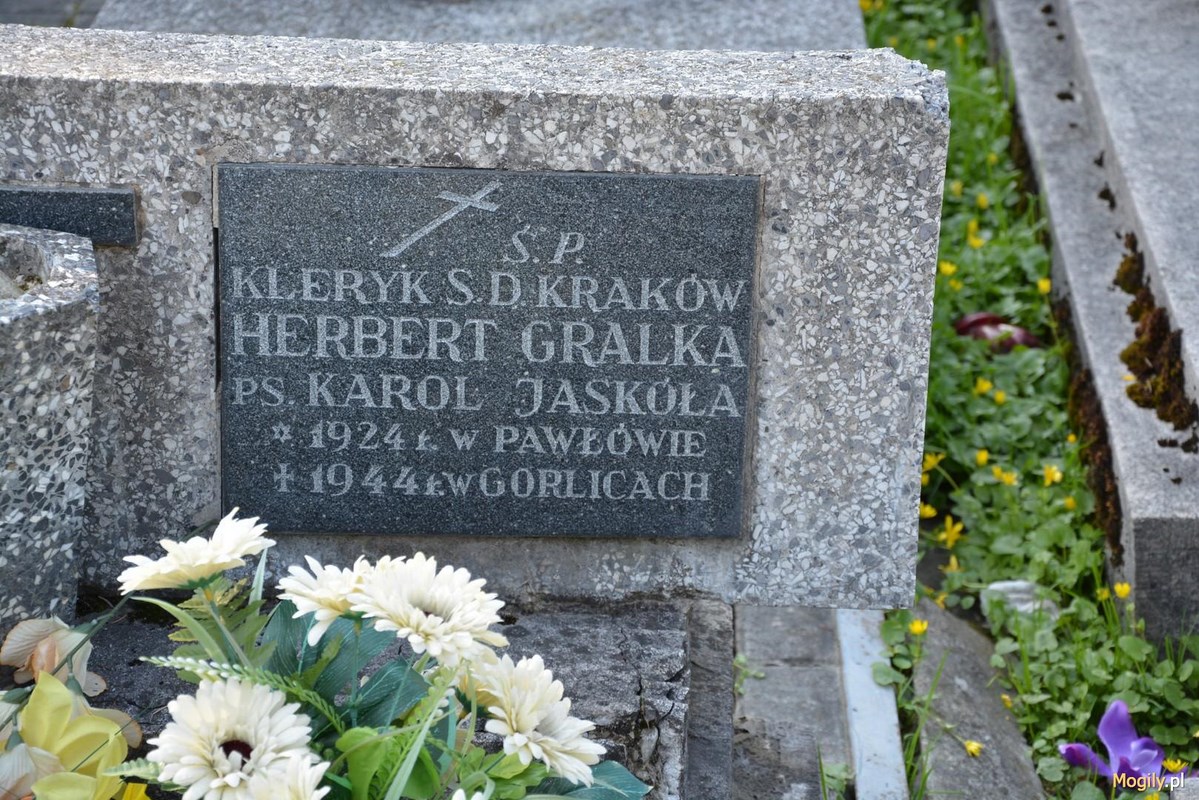 Ś. P.
KLERYK S. D. KRAKÓW
HERBERT GRALKA
PS. KAROL JASKÓŁA
* 1924 r. W PAWŁÓWIE
† 1944 r. W GORLICACH
Mogily.pl